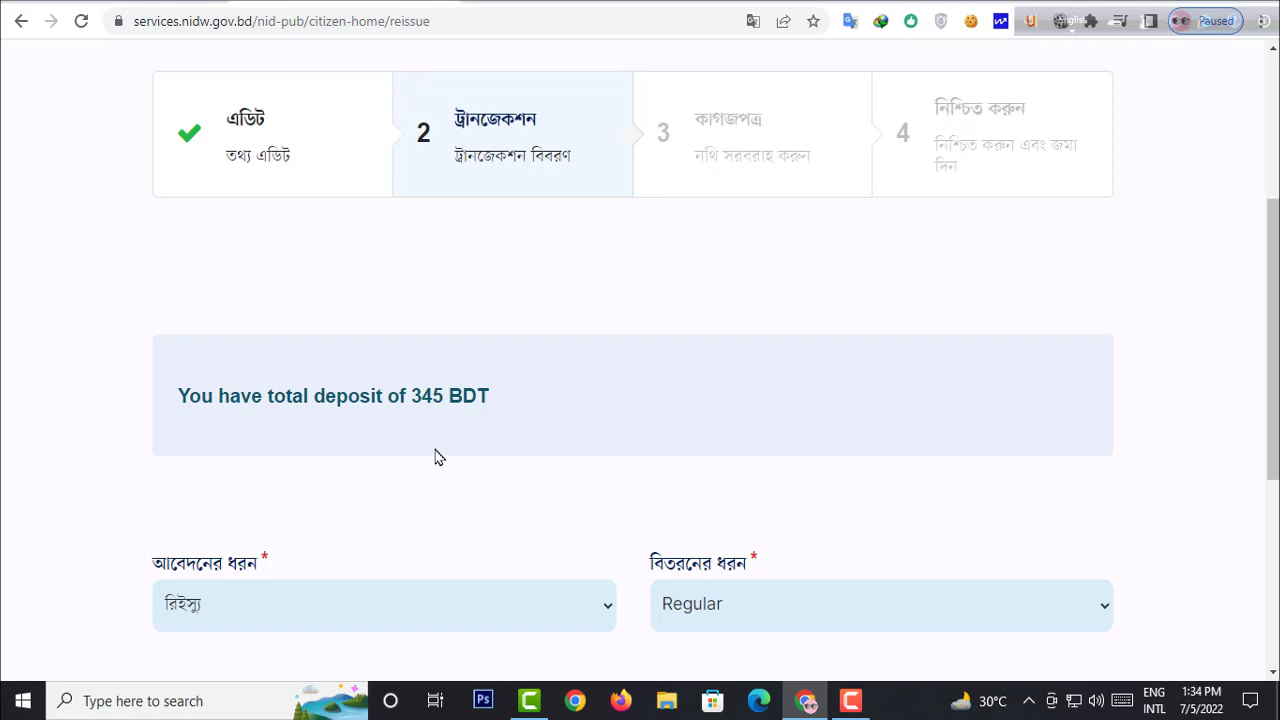 services.nidw.gov.bd/nid-pub/citizen-home/reissue
English
Paused
এডিট
তথ্য এডিট
2
ট্রানজেকশন
ট্রানজেকশন বিবরণ
3
কাগজপত্র
নথি সরবরাহ করুন
4
নিশ্চিত করুন
নিশ্চিত করুন এবং জমা
দিন
You have total deposit of 345 BDT
আবেদনের ধরন *
বিতরনের ধরন *
রিইস্যু
Regular
Type here to search
Ps
30°C
ENG
INTL
1:34 PM
7/5/2022